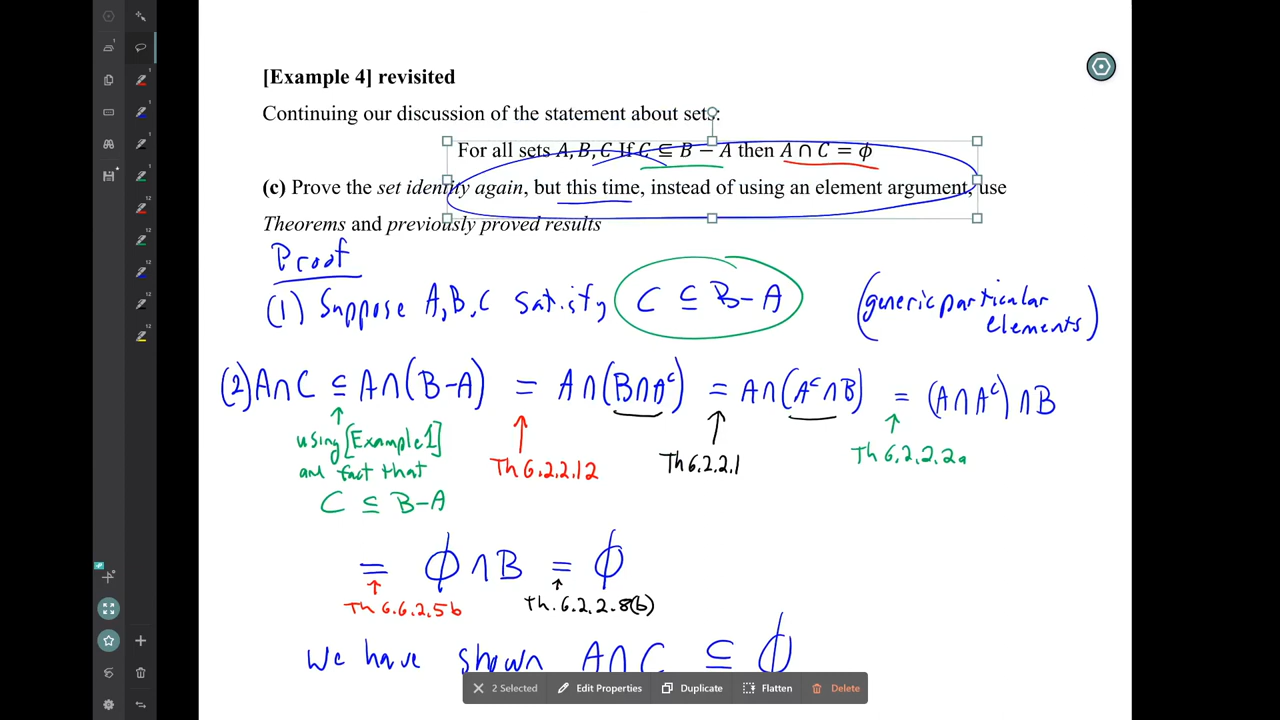 [Example 4] revisited
Continuing our discussion of the statement about sets:
For all sets A, B, C If C ⊆ B − A then A ∩ C = ϕ
(c) Prove the set identity again, but this time, instead of using an element argument, use
Theorems and previously proved results
Proof
(1) Suppose A, B, C satisfy C ⊆ B − A (generic particular
elements)
(2) A ∩ C ⊆ A ∩ (B − A) = A ∩ (B ∩ Aᶜ) = A ∩ (Aᶜ ∩ B) = (A ∩ Aᶜ) ∩ B
using [Example 1] Th 6.2.2.12 Th 6.2.2.1 Th 6.2.2.2a
and fact that
C ⊆ B − A
= ϕ ∩ B = ϕ
Th 6.6.2.5b Th. 6.2.2.8(b)
We have shown A ∩ C ⊆ ϕ
2 Selected Edit Properties Duplicate Flatten Delete